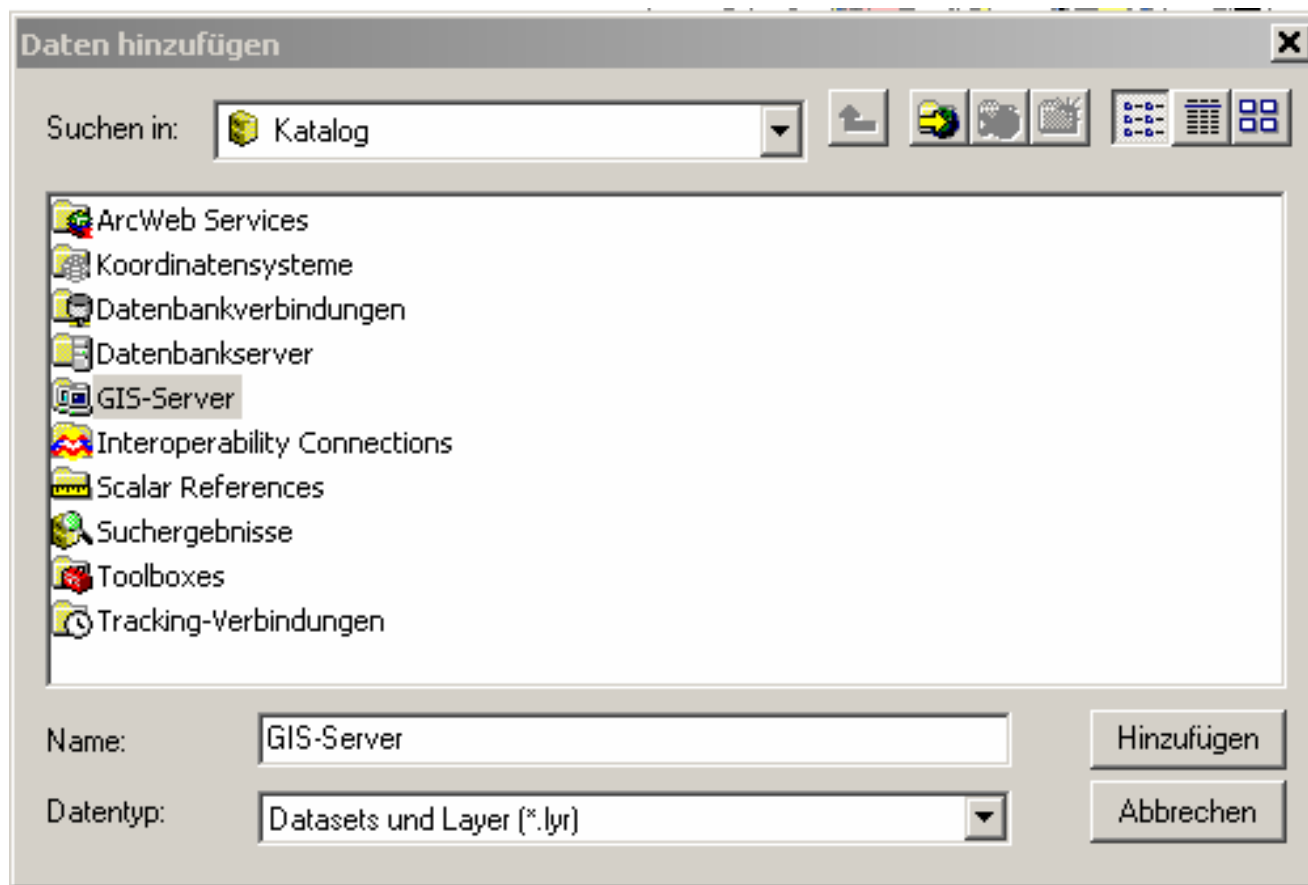 Daten hinzufügen
Suchen in: Katalog
ArcWeb Services
Koordinatensysteme
Datenbankverbindungen
Datenbankserver
GIS-Server
Interoperability Connections
Scalar References
Suchergebnisse
Toolboxes
Tracking-Verbindungen
Name: GIS-Server Hinzufügen
Datentyp: Datasets und Layer (*.lyr) Abbrechen